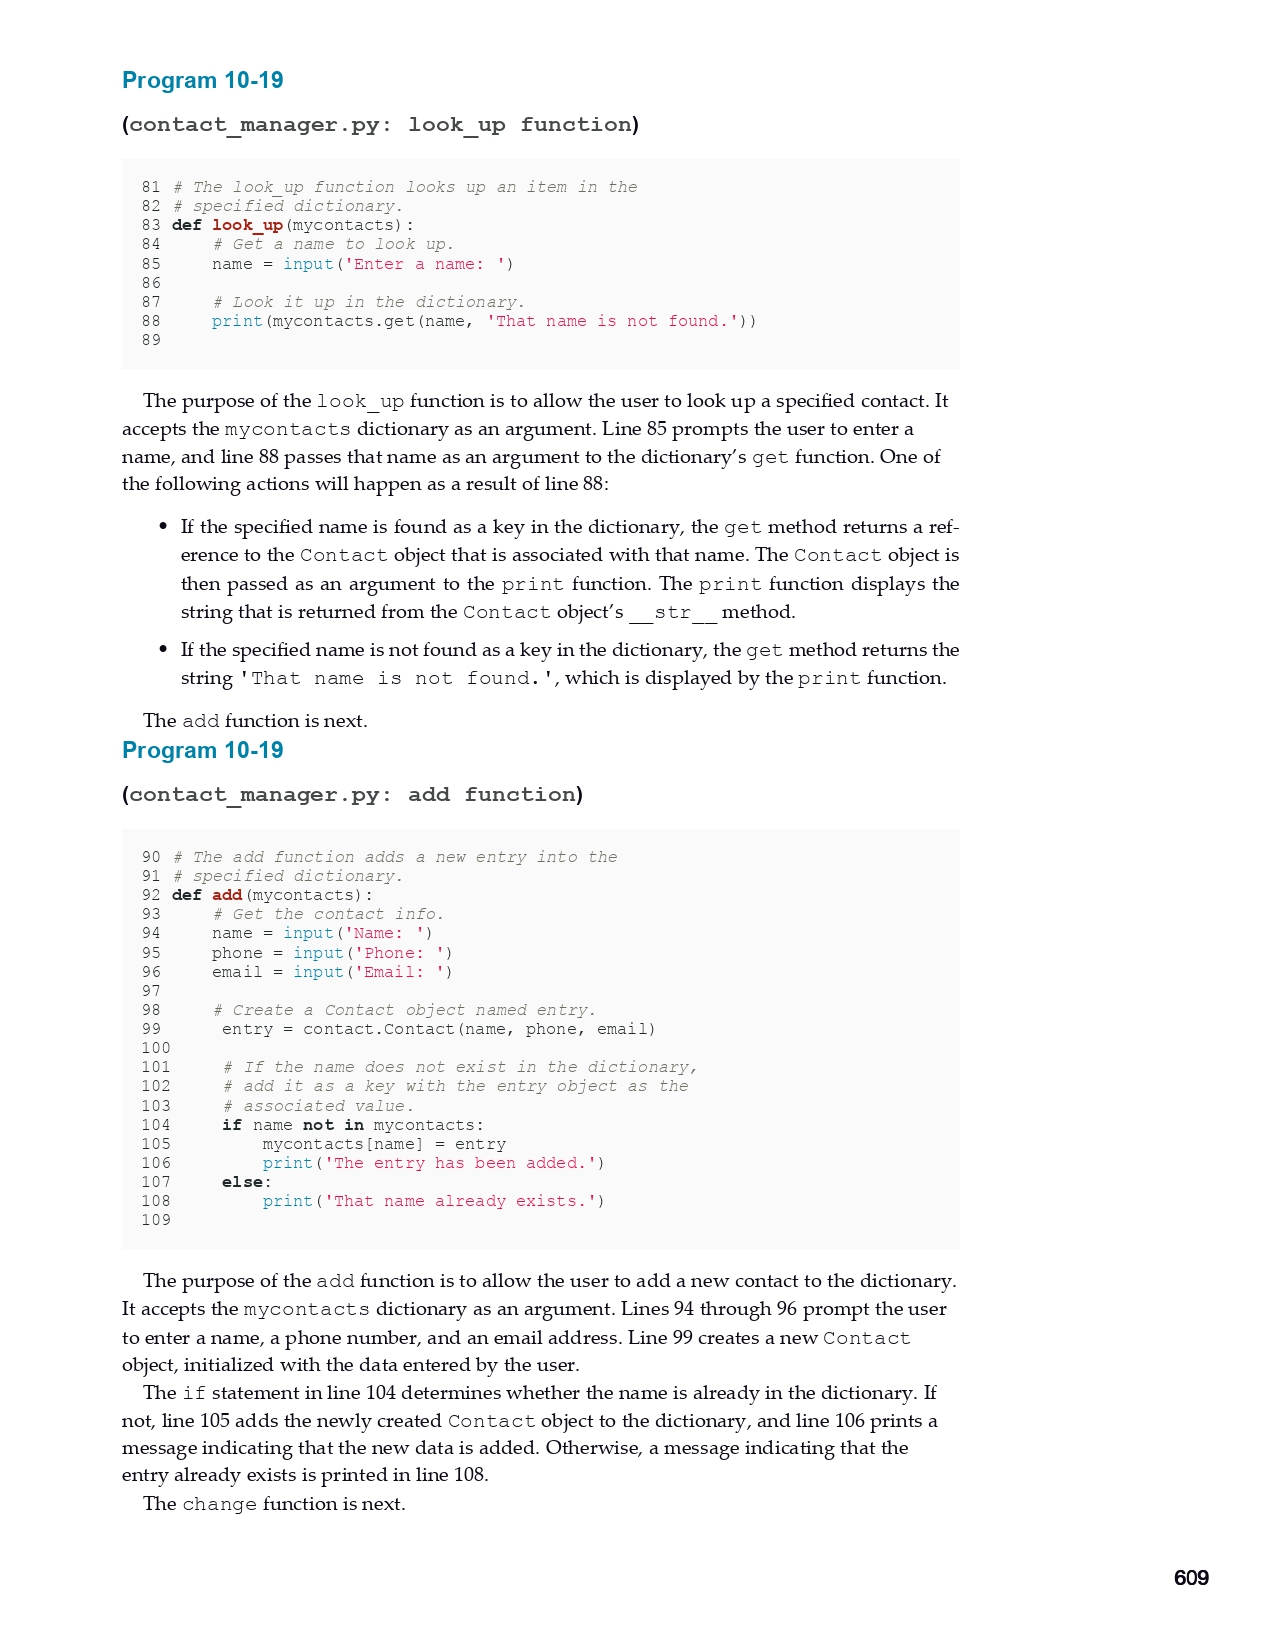 Program 10-19
(contact_manager.py: look_up function)
81 # The look_up function looks up an item in the
82 # specified dictionary.
83 def look_up(mycontacts):
84     # Get a name to look up.
85     name = input('Enter a name: ')
86
87     # Look it up in the dictionary.
88     print(mycontacts.get(name, 'That name is not found.'))
89
The purpose of the look_up function is to allow the user to look up a specified contact. It
accepts the mycontacts dictionary as an argument. Line 85 prompts the user to enter a
name, and line 88 passes that name as an argument to the dictionary’s get function. One of
the following actions will happen as a result of line 88:
• If the specified name is found as a key in the dictionary, the get method returns a ref-
erence to the Contact object that is associated with that name. The Contact object is
then passed as an argument to the print function. The print function displays the
string that is returned from the Contact object’s __str__ method.
• If the specified name is not found as a key in the dictionary, the get method returns the
string 'That name is not found.', which is displayed by the print function.
The add function is next.
Program 10-19
(contact_manager.py: add function)
90 # The add function adds a new entry into the
91 # specified dictionary.
92 def add(mycontacts):
93     # Get the contact info.
94     name = input('Name: ')
95     phone = input('Phone: ')
96     email = input('Email: ')
97
98     # Create a Contact object named entry.
99      entry = contact.Contact(name, phone, email)
100
101     # If the name does not exist in the dictionary,
102     # add it as a key with the entry object as the
103     # associated value.
104     if name not in mycontacts:
105         mycontacts[name] = entry
106         print('The entry has been added.')
107     else:
108         print('That name already exists.')
109
The purpose of the add function is to allow the user to add a new contact to the dictionary.
It accepts the mycontacts dictionary as an argument. Lines 94 through 96 prompt the user
to enter a name, a phone number, and an email address. Line 99 creates a new Contact
object, initialized with the data entered by the user.
The if statement in line 104 determines whether the name is already in the dictionary. If
not, line 105 adds the newly created Contact object to the dictionary, and line 106 prints a
message indicating that the new data is added. Otherwise, a message indicating that the
entry already exists is printed in line 108.
The change function is next.
609